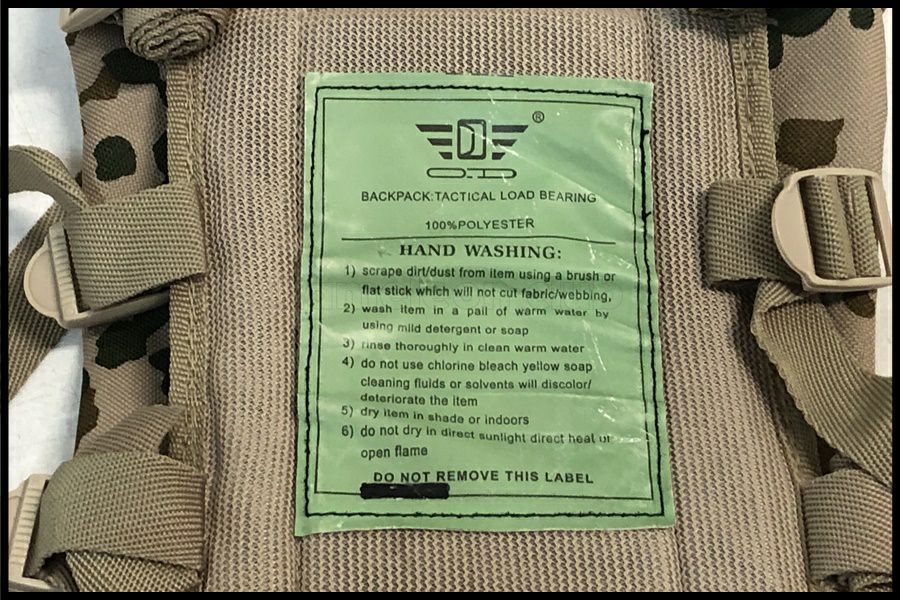 ®
O.D
BACKPACK:TACTICAL LOAD BEARING
100%POLYESTER
HAND WASHING:
1) scrape dirt/dust from item using a brush or
flat stick which will not cut fabric/webbing,
2) wash item in a pail of warm water by
using mild detergent or soap
3) rinse thoroughly in clean warm water
4) do not use chlorine bleach yellow soap
cleaning fluids or solvents will discolor/
deteriorate the item
5) dry item in shade or indoors
6) do not dry in direct sunlight direct heat or
open flame
DO NOT REMOVE THIS LABEL